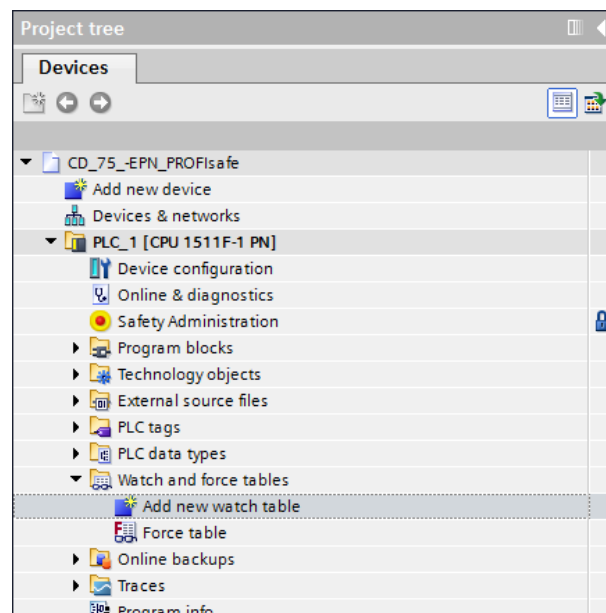 Project tree
Devices
CD_75_-EPN_PROFIsafe
Add new device
Devices & networks
PLC_1 [CPU 1511F-1 PN]
Device configuration
Online & diagnostics
Safety Administration
Program blocks
Technology objects
External source files
PLC tags
PLC data types
Watch and force tables
Add new watch table
Force table
Online backups
Traces
Program info